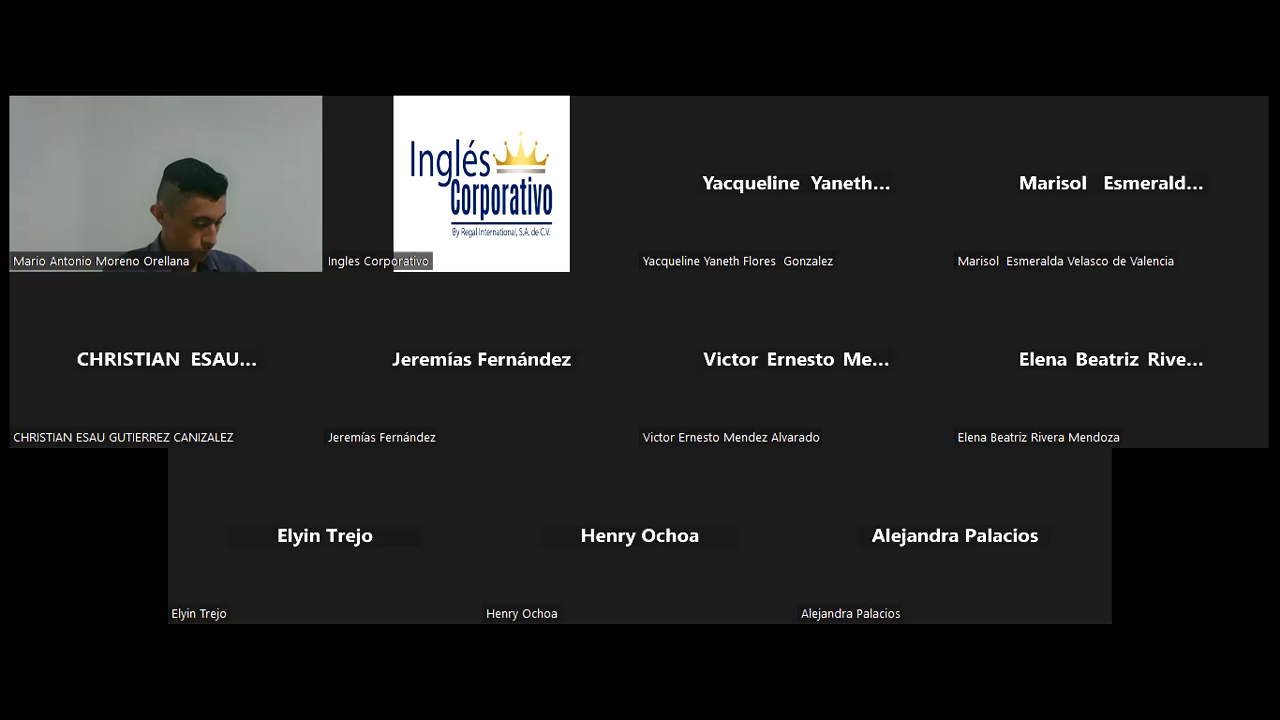 Mario Antonio Moreno Orellana
Inglés
Corporativo
By Regal International, S.A. de C.V.
Ingles Corporativo
Yacqueline Yaneth...
Yacqueline Yaneth Flores Gonzalez
Marisol Esmerald...
Marisol Esmeralda Velasco de Valencia
CHRISTIAN ESAU...
CHRISTIAN ESAU GUTIERREZ CANIZALEZ
Jeremías Fernández
Jeremías Fernández
Victor Ernesto Me...
Victor Ernesto Mendez Alvarado
Elena Beatriz Rive...
Elena Beatriz Rivera Mendoza
Elyin Trejo
Elyin Trejo
Henry Ochoa
Henry Ochoa
Alejandra Palacios
Alejandra Palacios